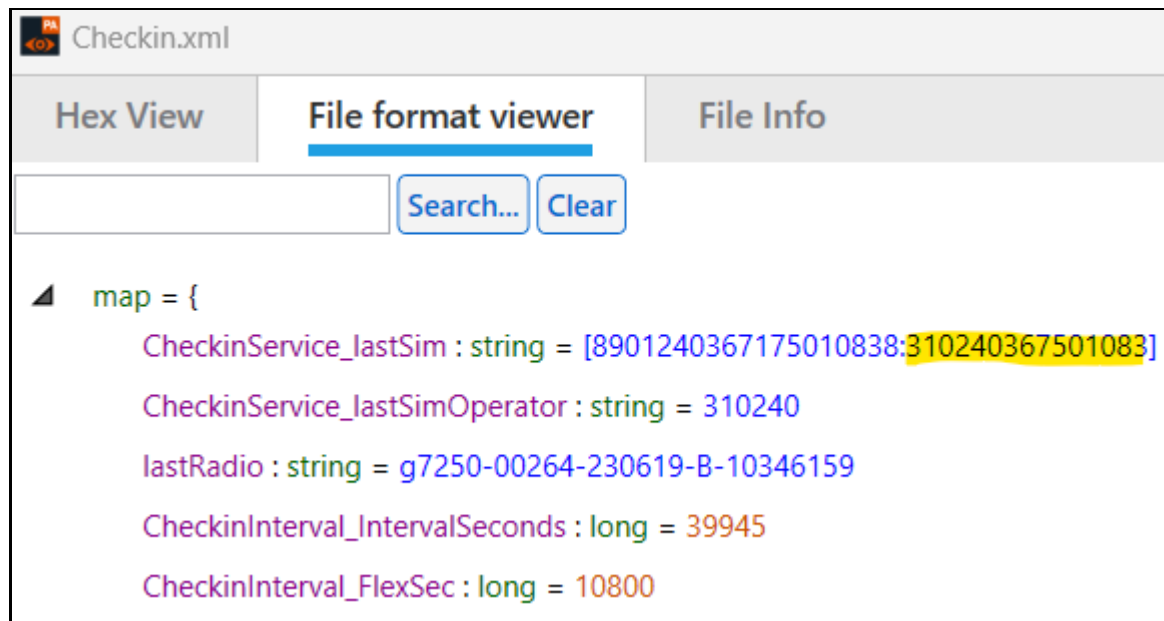 PA
Checkin.xml
Hex View File format viewer File Info
Search... Clear
map = {
CheckinService_lastSim : string = [8901240367175010838:310240367501083]
CheckinService_lastSimOperator : string = 310240
lastRadio : string = g7250-00264-230619-B-10346159
CheckinInterval_IntervalSeconds : long = 39945
CheckinInterval_FlexSec : long = 10800